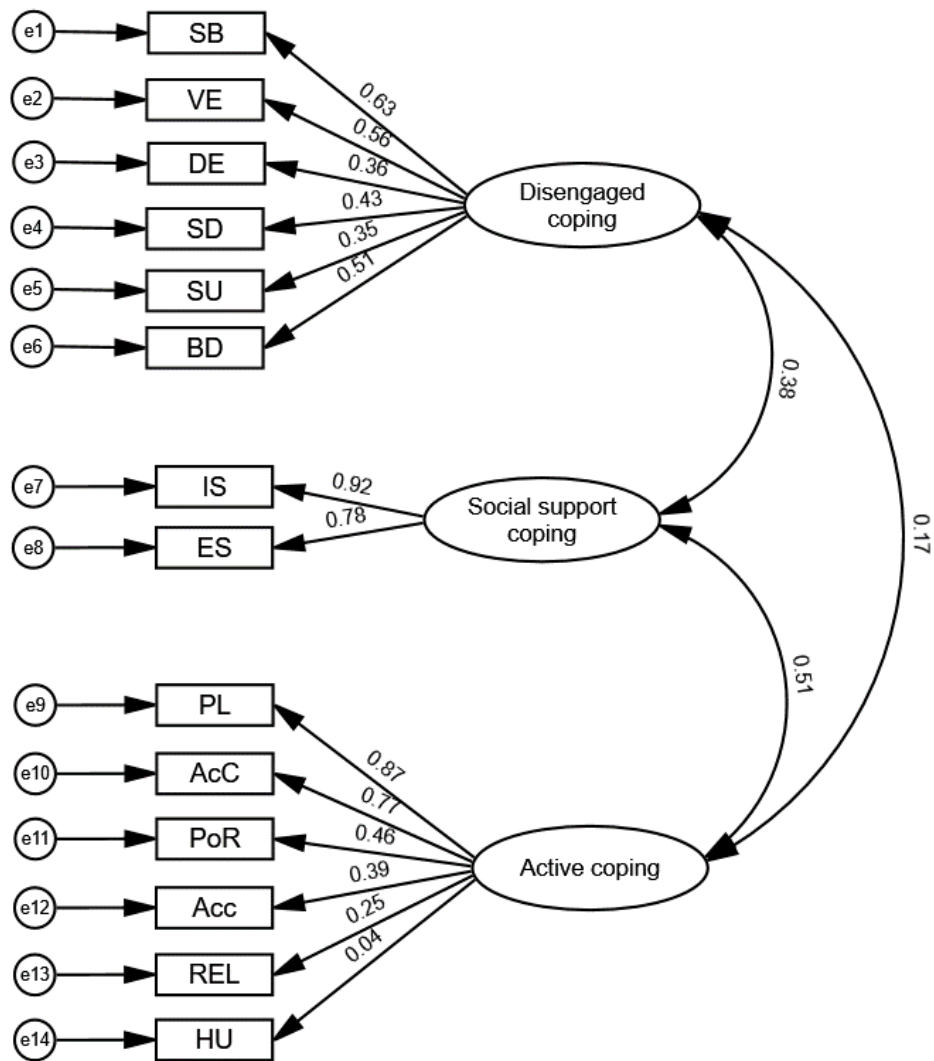 e1
SB
e2
VE
e3
DE
e4
SD
e5
SU
e6
BD
0.63
0.56
0.36
0.43
0.35
0.51
Disengaged
coping
0.38
e7
IS
e8
ES
0.92
0.78
Social support
coping
0.17
0.51
e9
PL
e10
AcC
e11
PoR
e12
Acc
e13
REL
e14
HU
0.87
0.77
0.46
0.39
0.25
0.04
Active coping